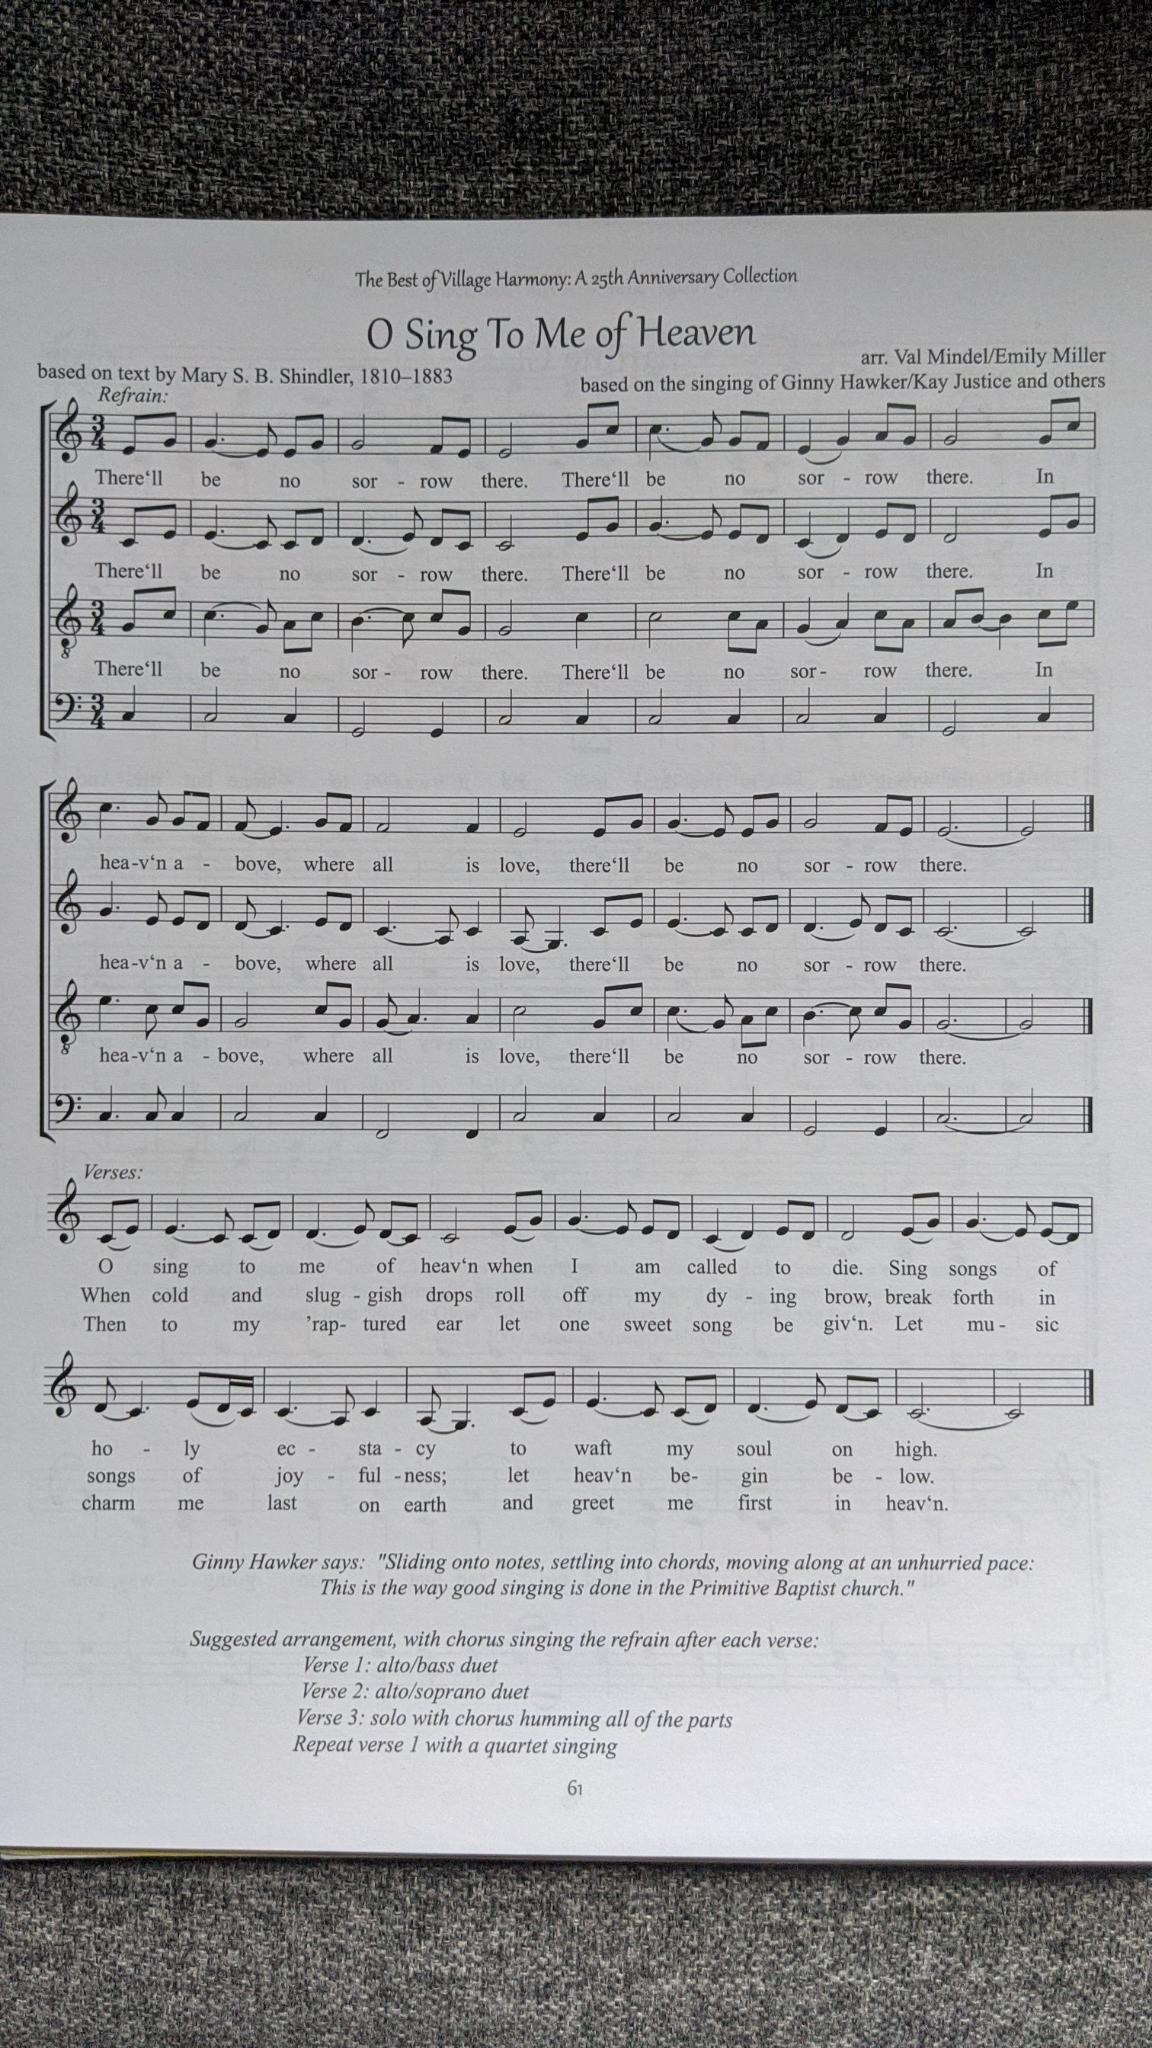 The Best of Village Harmony: A 25th Anniversary Collection
O Sing To Me of Heaven
arr. Val Mindel/Emily Miller
based on text by Mary S. B. Shindler, 1810–1883
based on the singing of Ginny Hawker/Kay Justice and others
Refrain:
There‘ll be no sor - row there. There‘ll be no sor - row there. In
There‘ll be no sor - row there. There‘ll be no sor - row there. In
There‘ll be no sor - row there. There‘ll be no sor- row there. In
hea-v‘n a - bove, where all is love, there‘ll be no sor - row there.
hea-v‘n a - bove, where all is love, there‘ll be no sor - row there.
hea-v‘n a - bove, where all is love, there‘ll be no sor - row there.
Verses:
O sing to me of heav‘n when I am called to die. Sing songs of
When cold and slug - gish drops roll off my dy - ing brow, break forth in
Then to my ’rap- tured ear let one sweet song be giv‘n. Let mu - sic
ho - ly ec - sta - cy to waft my soul on high.
songs of joy - ful -ness; let heav‘n be- gin be - low.
charm me last on earth and greet me first in heav‘n.
Ginny Hawker says: "Sliding onto notes, settling into chords, moving along at an unhurried pace:
This is the way good singing is done in the Primitive Baptist church."
Suggested arrangement, with chorus singing the refrain after each verse:
Verse 1: alto/bass duet
Verse 2: alto/soprano duet
Verse 3: solo with chorus humming all of the parts
Repeat verse 1 with a quartet singing
61